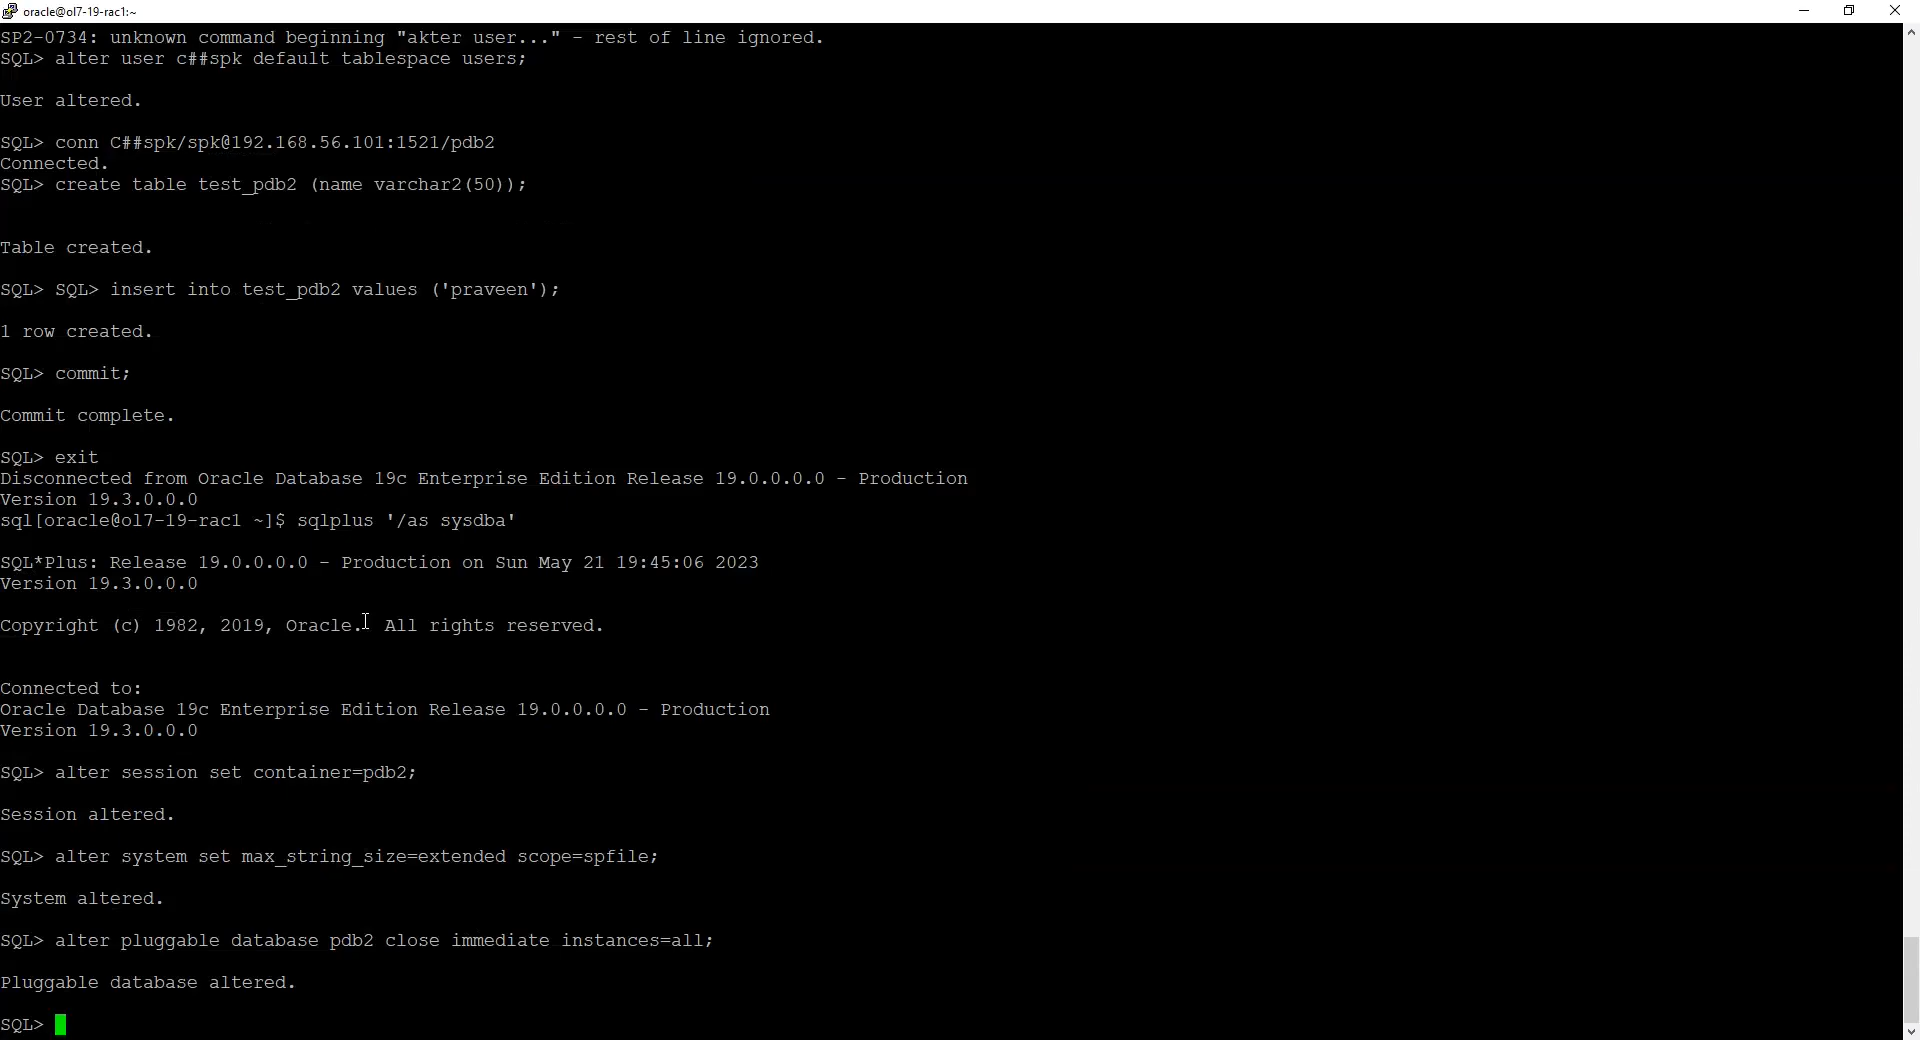 oracle@ol7-19-rac1:~
SP2-0734: unknown command beginning "akter user..." - rest of line ignored.
SQL> alter user c##spk default tablespace users;
User altered.
SQL> conn C##spk/spk@192.168.56.101:1521/pdb2
Connected.
SQL> create table test_pdb2 (name varchar2(50));
Table created.
SQL> SQL> insert into test_pdb2 values ('praveen');
1 row created.
SQL> commit;
Commit complete.
SQL> exit
Disconnected from Oracle Database 19c Enterprise Edition Release 19.0.0.0.0 - Production
Version 19.3.0.0.0
sql[oracle@ol7-19-rac1 ~]$ sqlplus '/as sysdba'
SQL*Plus: Release 19.0.0.0.0 - Production on Sun May 21 19:45:06 2023
Version 19.3.0.0.0
Copyright (c) 1982, 2019, Oracle.  All rights reserved.
Connected to:
Oracle Database 19c Enterprise Edition Release 19.0.0.0.0 - Production
Version 19.3.0.0.0
SQL> alter session set container=pdb2;
Session altered.
SQL> alter system set max_string_size=extended scope=spfile;
System altered.
SQL> alter pluggable database pdb2 close immediate instances=all;
Pluggable database altered.
SQL>